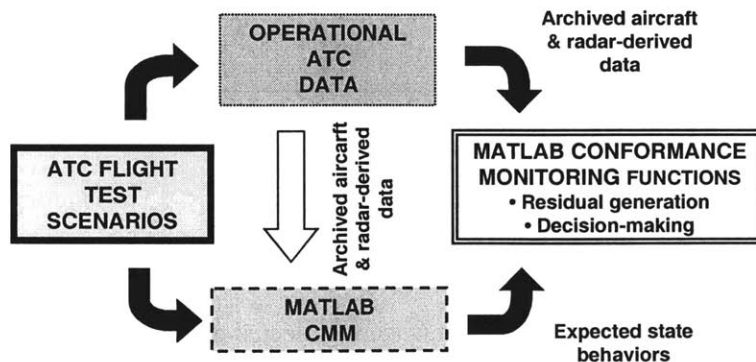 OPERATIONAL
ATC
DATA
Archived aircraft
& radar-derived
data
ATC FLIGHT
TEST
SCENARIOS
Archived aircarft
& radar-derived
data
MATLAB CONFORMANCE
MONITORING FUNCTIONS
• Residual generation
• Decision-making
MATLAB
CMM
Expected state
behaviors